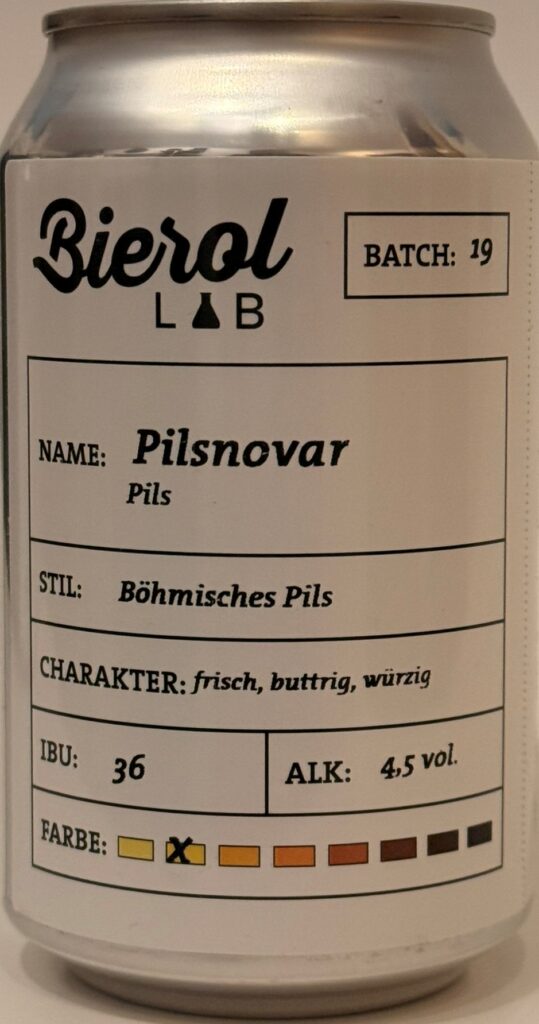 Bierol
LAB
BATCH: 19
NAME: Pilsnovar
Pils
STIL: Böhmisches Pils
CHARAKTER: frisch, buttrig, würzig
IBU: 36
ALK: 4,5 vol.
FARBE: X